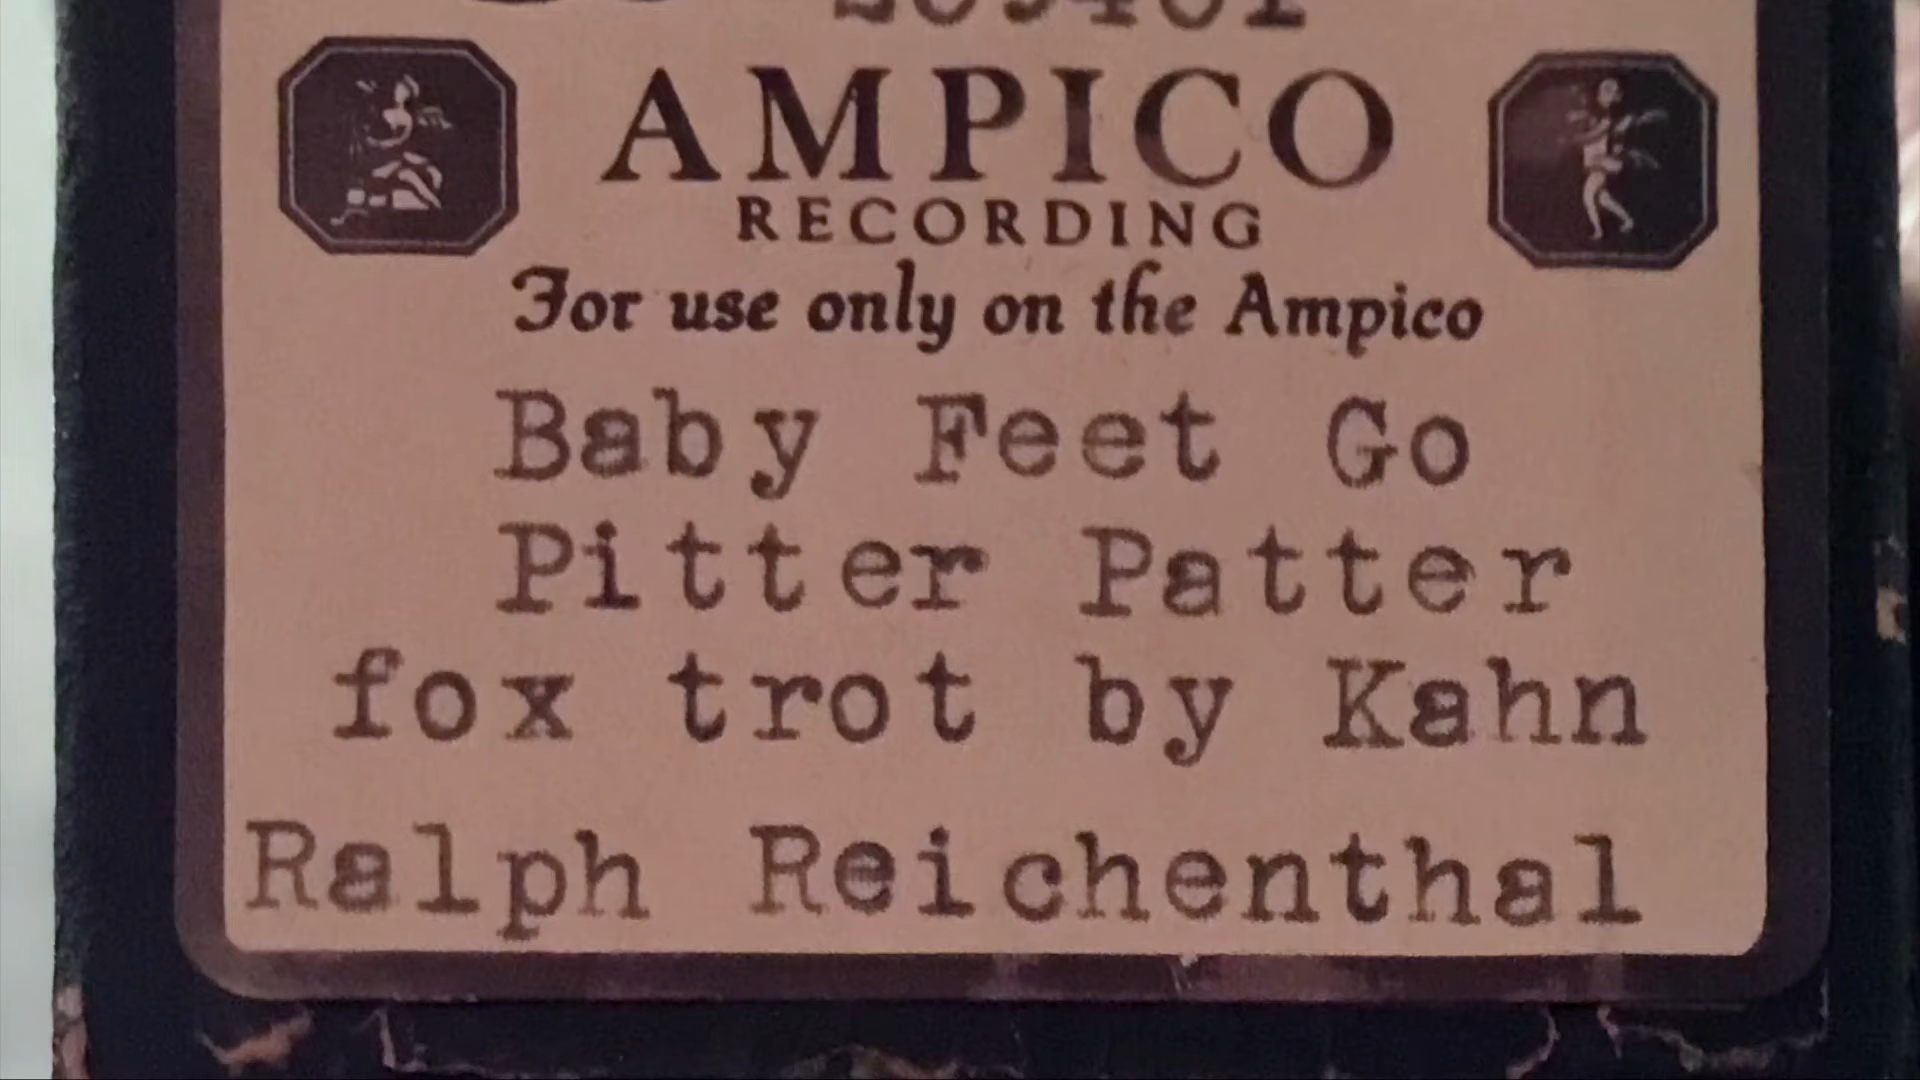 AMPICO
RECORDING
For use only on the Ampico
Baby Feet Go
Pitter Patter
fox trot by Kahn
Ralph Reichenthal